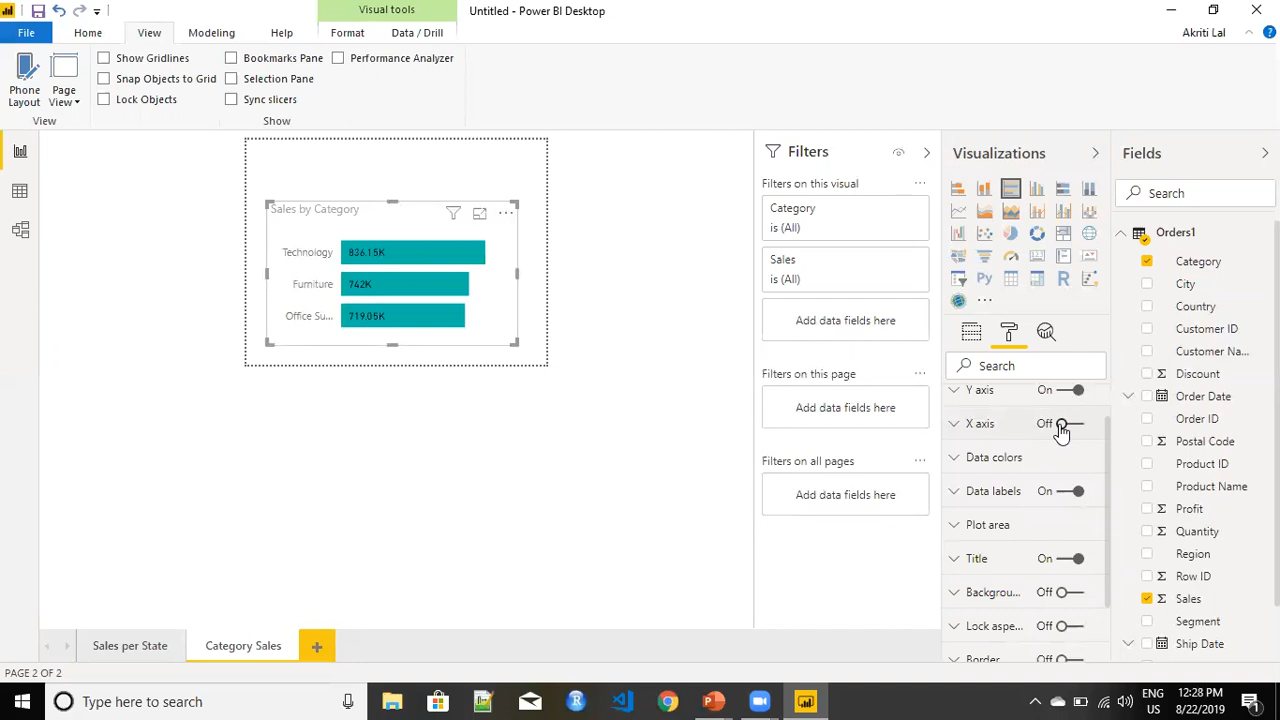 Visual tools
Untitled - Power BI Desktop
File
Home
View
Modeling
Help
Format
Data / Drill
Akriti Lal
Phone
Layout
Page
View
Show Gridlines
Snap Objects to Grid
Lock Objects
Bookmarks Pane
Selection Pane
Sync slicers
Performance Analyzer
View
Show
Sales by Category
Technology 836.15K
Furniture 742K
Office Su... 719.05K
Filters
Filters on this visual
Category
is (All)
Sales
is (All)
Add data fields here
Filters on this page
Add data fields here
Filters on all pages
Add data fields here
Visualizations
Py
R
Search
Y axis On
X axis Off
Data colors
Data labels On
Plot area
Title On
Backgrou... Off
Lock aspe... Off
Border Off
Fields
Search
Orders1
Category
City
Country
Customer ID
Customer Na...
Discount
Order Date
Order ID
Postal Code
Product ID
Product Name
Profit
Quantity
Region
Row ID
Sales
Segment
Ship Date
Sales per State
Category Sales
PAGE 2 OF 2
Type here to search
ENG
US
12:28 PM
8/22/2019